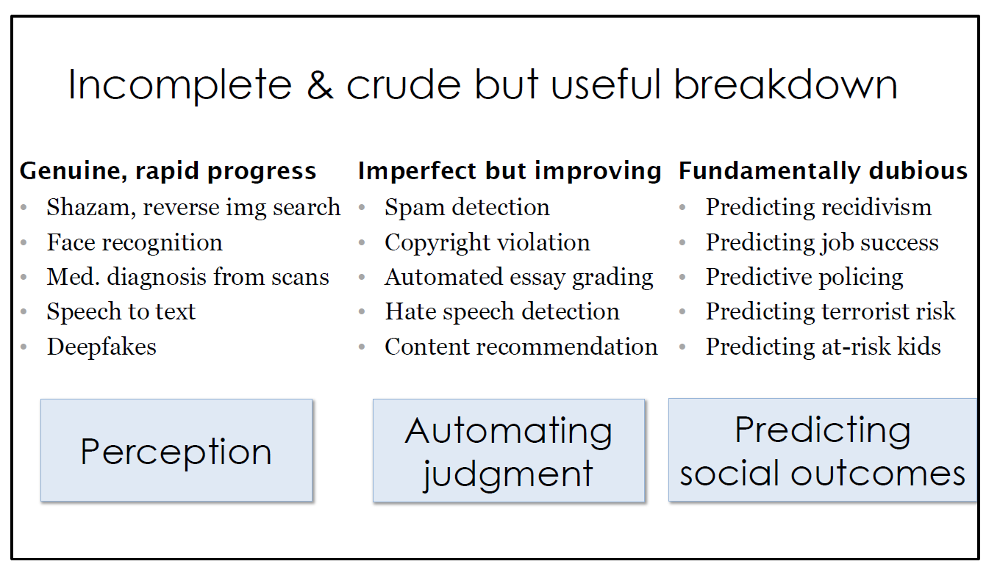 Incomplete & crude but useful breakdown
Genuine, rapid progress
• Shazam, reverse img search
• Face recognition
• Med. diagnosis from scans
• Speech to text
• Deepfakes
Perception
Imperfect but improving
• Spam detection
• Copyright violation
• Automated essay grading
• Hate speech detection
• Content recommendation
Automating
judgment
Fundamentally dubious
• Predicting recidivism
• Predicting job success
• Predictive policing
• Predicting terrorist risk
• Predicting at-risk kids
Predicting
social outcomes